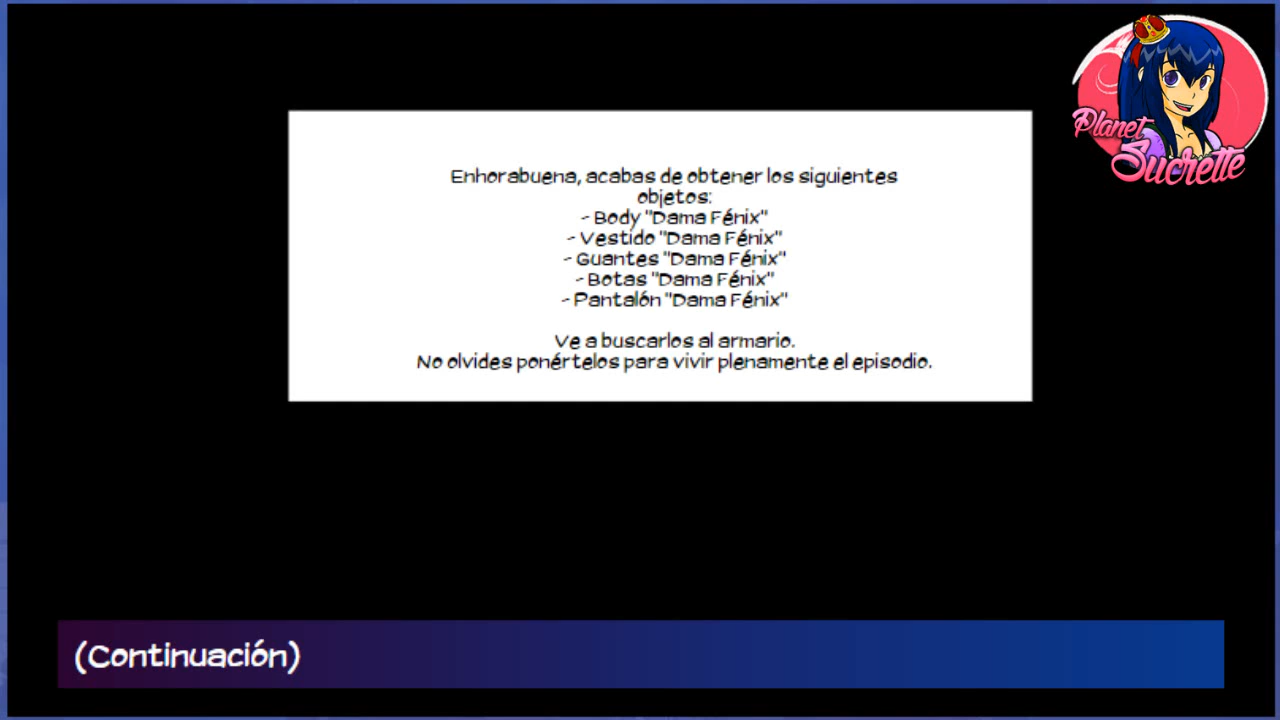 Planet
Sucrette
Enhorabuena, acabas de obtener los siguientes
objetos:
- Body "Dama Fénix"
- Vestido "Dama Fénix"
- Guantes "Dama Fénix"
- Botas "Dama Fénix"
- Pantalón "Dama Fénix"
Ve a buscarlos al armario.
No olvides ponértelos para vivir plenamente el episodio.
(Continuación)